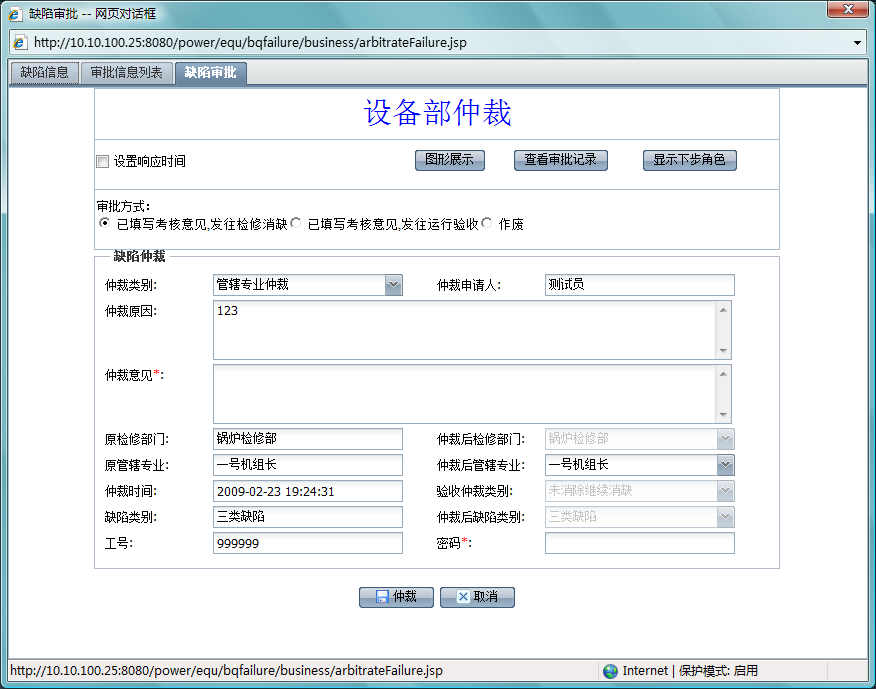 缺陷审批 -- 网页对话框
http://10.10.100.25:8080/power/equ/bqfailure/business/arbitrateFailure.jsp
缺陷信息 审批信息列表 缺陷审批
设备部仲裁
设置响应时间 图形展示 查看审批记录 显示下步角色
审批方式:
已填写考核意见,发往检修消缺 已填写考核意见,发往运行验收 作废
缺陷仲裁
仲裁类别: 管辖专业仲裁 仲裁申请人: 测试员
仲裁原因: 123
仲裁意见*:
原检修部门: 锅炉检修部 仲裁后检修部门: 锅炉检修部
原管辖专业: 一号机组长 仲裁后管辖专业: 一号机组长
仲裁时间: 2009-02-23 19:24:31 验收仲裁类别: 未消除继续消缺
缺陷类别: 三类缺陷 仲裁后缺陷类别: 三类缺陷
工号: 999999 密码*:
仲裁 取消
http://10.10.100.25:8080/power/equ/bqfailure/business/arbitrateFailure.jsp Internet | 保护模式: 启用